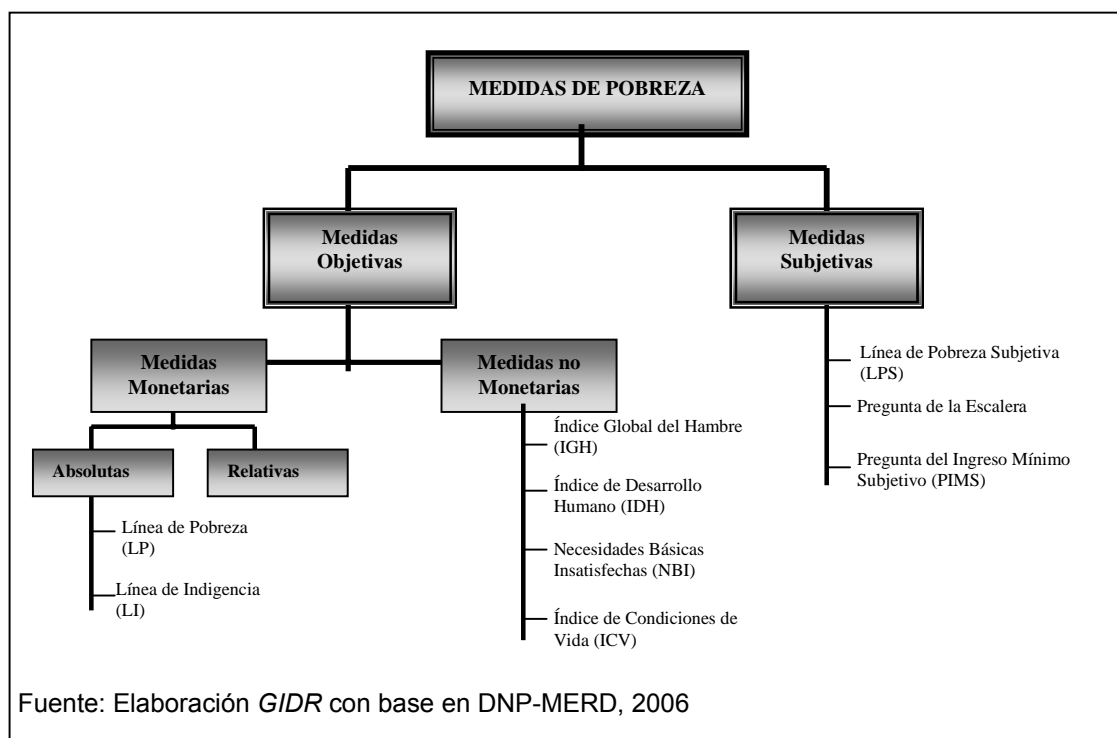 MEDIDAS DE POBREZA
Medidas
Objetivas
Medidas
Subjetivas
Medidas
Monetarias
Medidas no
Monetarias
Absolutas
Relativas
Línea de Pobreza
(LP)
Línea de Indigencia
(LI)
Índice Global del Hambre
(IGH)
Índice de Desarrollo
Humano (IDH)
Necesidades Básicas
Insatisfechas (NBI)
Índice de Condiciones de
Vida (ICV)
Línea de Pobreza Subjetiva
(LPS)
Pregunta de la Escalera
Pregunta del Ingreso Mínimo
Subjetivo (PIMS)
Fuente: Elaboración GIDR con base en DNP-MERD, 2006